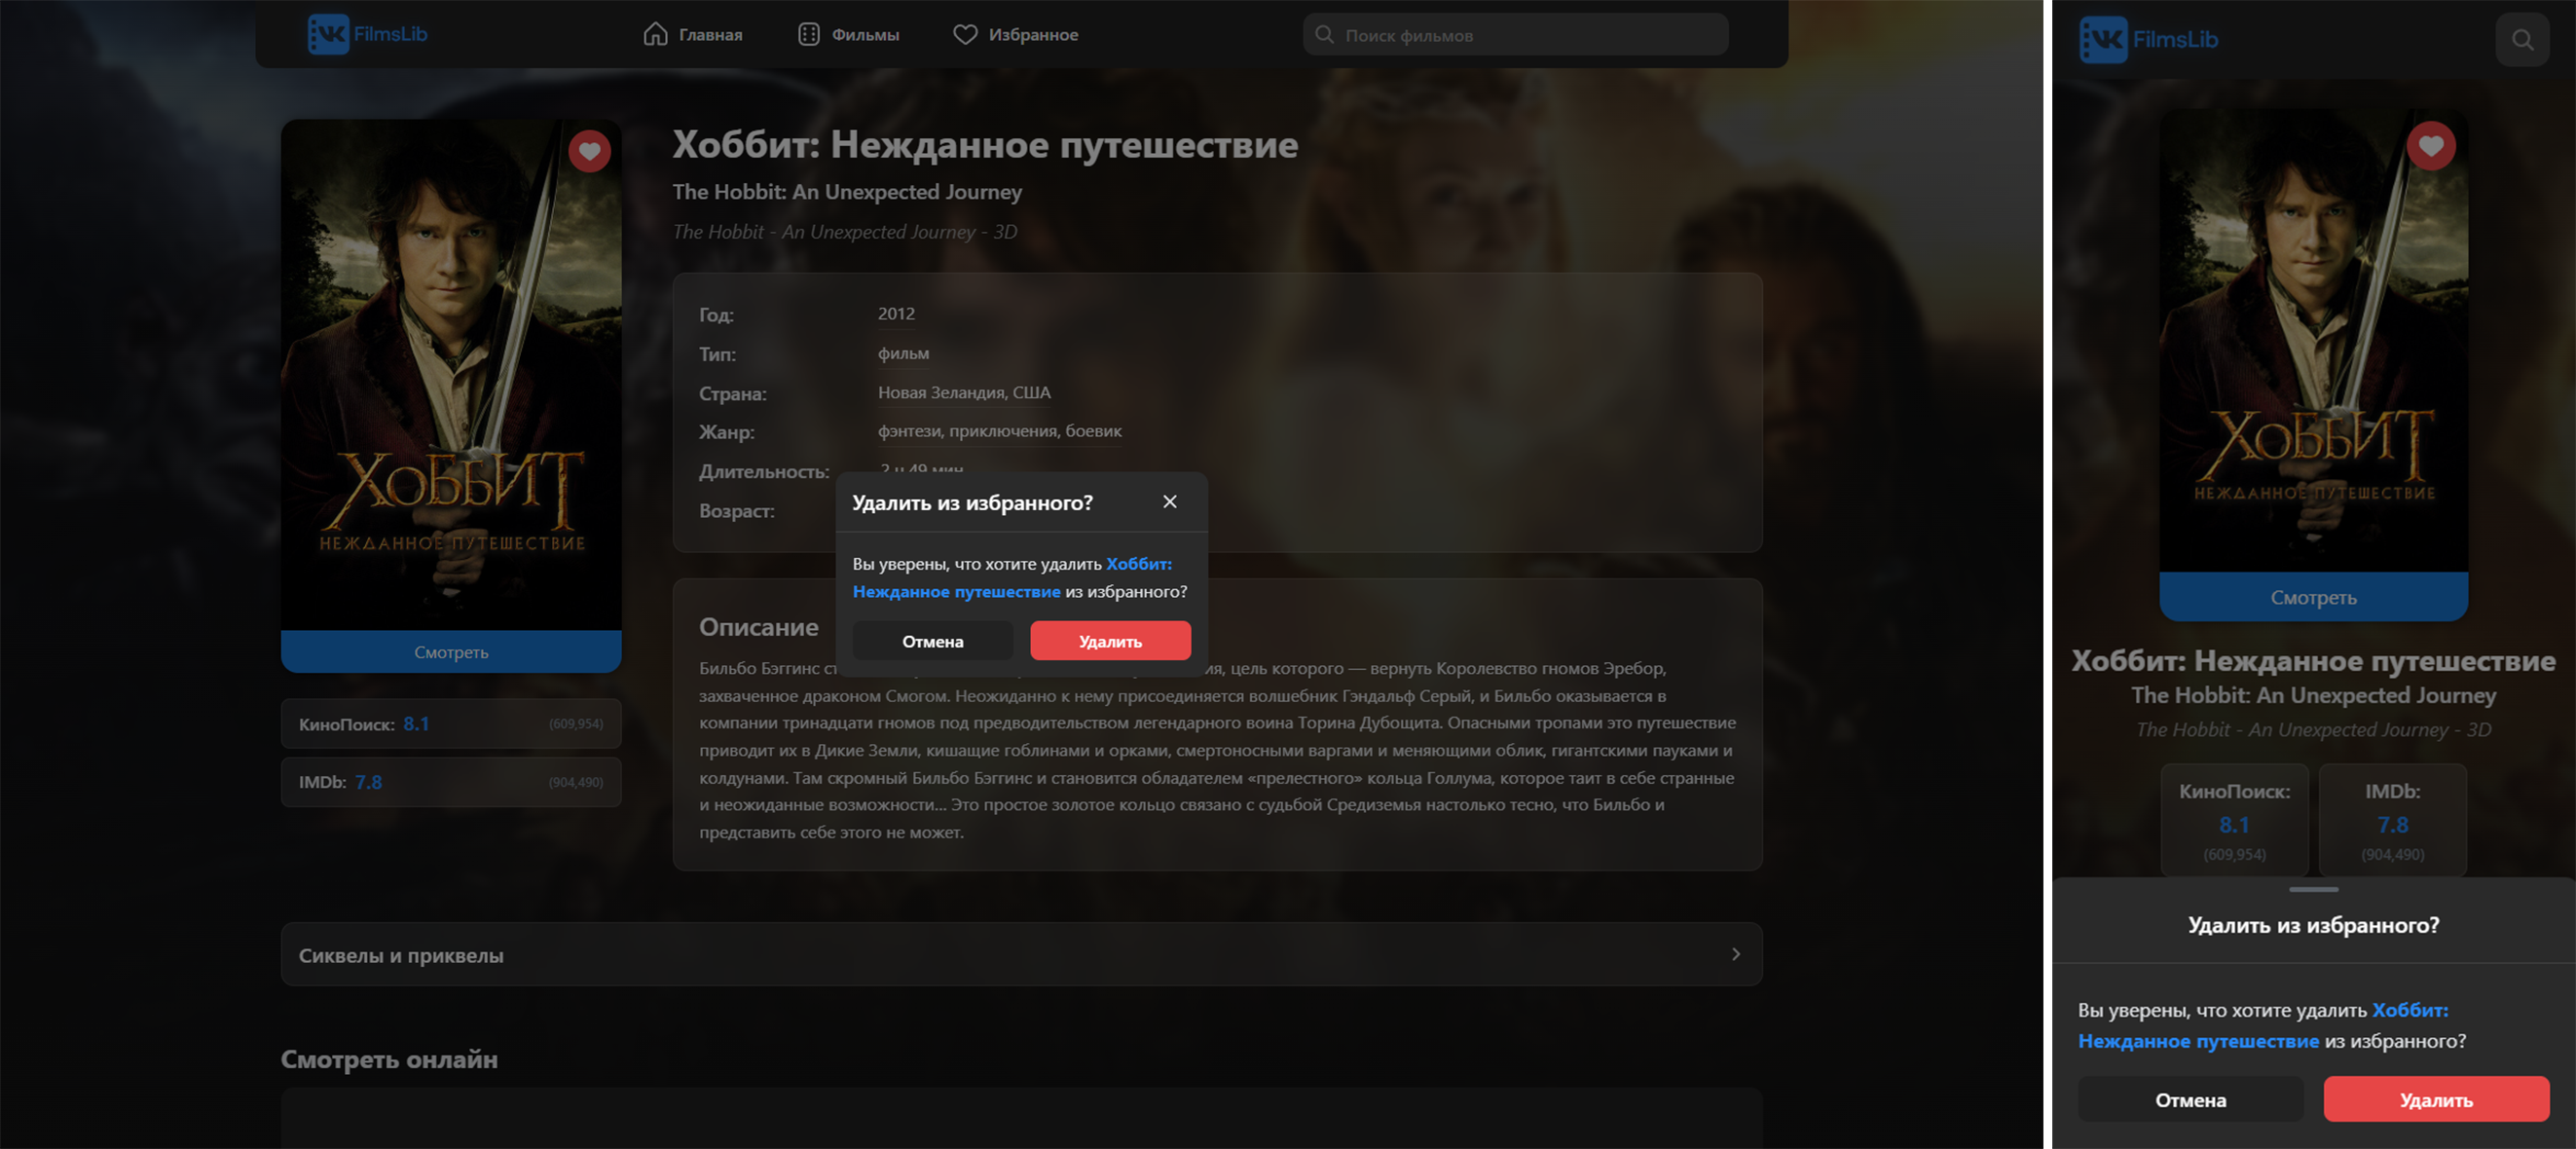 VK FilmsLib
Главная
Фильмы
Избранное
Поиск фильмов
ХОББИТ
НЕЖДАННОЕ ПУТЕШЕСТВИЕ
Смотреть
КиноПоиск: 8.1 (609,954)
IMDb: 7.8 (904,490)
Хоббит: Нежданное путешествие
The Hobbit: An Unexpected Journey
The Hobbit - An Unexpected Journey - 3D
Год: 2012
Тип: фильм
Страна: Новая Зеландия, США
Жанр: фэнтези, приключения, боевик
Длительность: 2 ч 49 мин
Возраст:
Удалить из избранного?
Вы уверены, что хотите удалить Хоббит:
Нежданное путешествие из избранного?
Отмена
Удалить
Описание
Бильбо Бэггинс ст ия, цель которого — вернуть Королевство гномов Эребор,
захваченное драконом Смогом. Неожиданно к нему присоединяется волшебник Гэндальф Серый, и Бильбо оказывается в
компании тринадцати гномов под предводительством легендарного воина Торина Дубощита. Опасными тропами это путешествие
приводит их в Дикие Земли, кишащие гоблинами и орками, смертоносными варгами и меняющими облик, гигантскими пауками и
колдунами. Там скромный Бильбо Бэггинс и становится обладателем «прелестного» кольца Голлума, которое таит в себе странные
и неожиданные возможности... Это простое золотое кольцо связано с судьбой Средиземья настолько тесно, что Бильбо и
представить себе этого не может.
Сиквелы и приквелы
Смотреть онлайн
VK FilmsLib
ХОББИТ
НЕЖДАННОЕ ПУТЕШЕСТВИЕ
Смотреть
Хоббит: Нежданное путешествие
The Hobbit: An Unexpected Journey
The Hobbit - An Unexpected Journey - 3D
КиноПоиск:
8.1
(609,954)
IMDb:
7.8
(904,490)
Удалить из избранного?
Вы уверены, что хотите удалить Хоббит:
Нежданное путешествие из избранного?
Отмена
Удалить